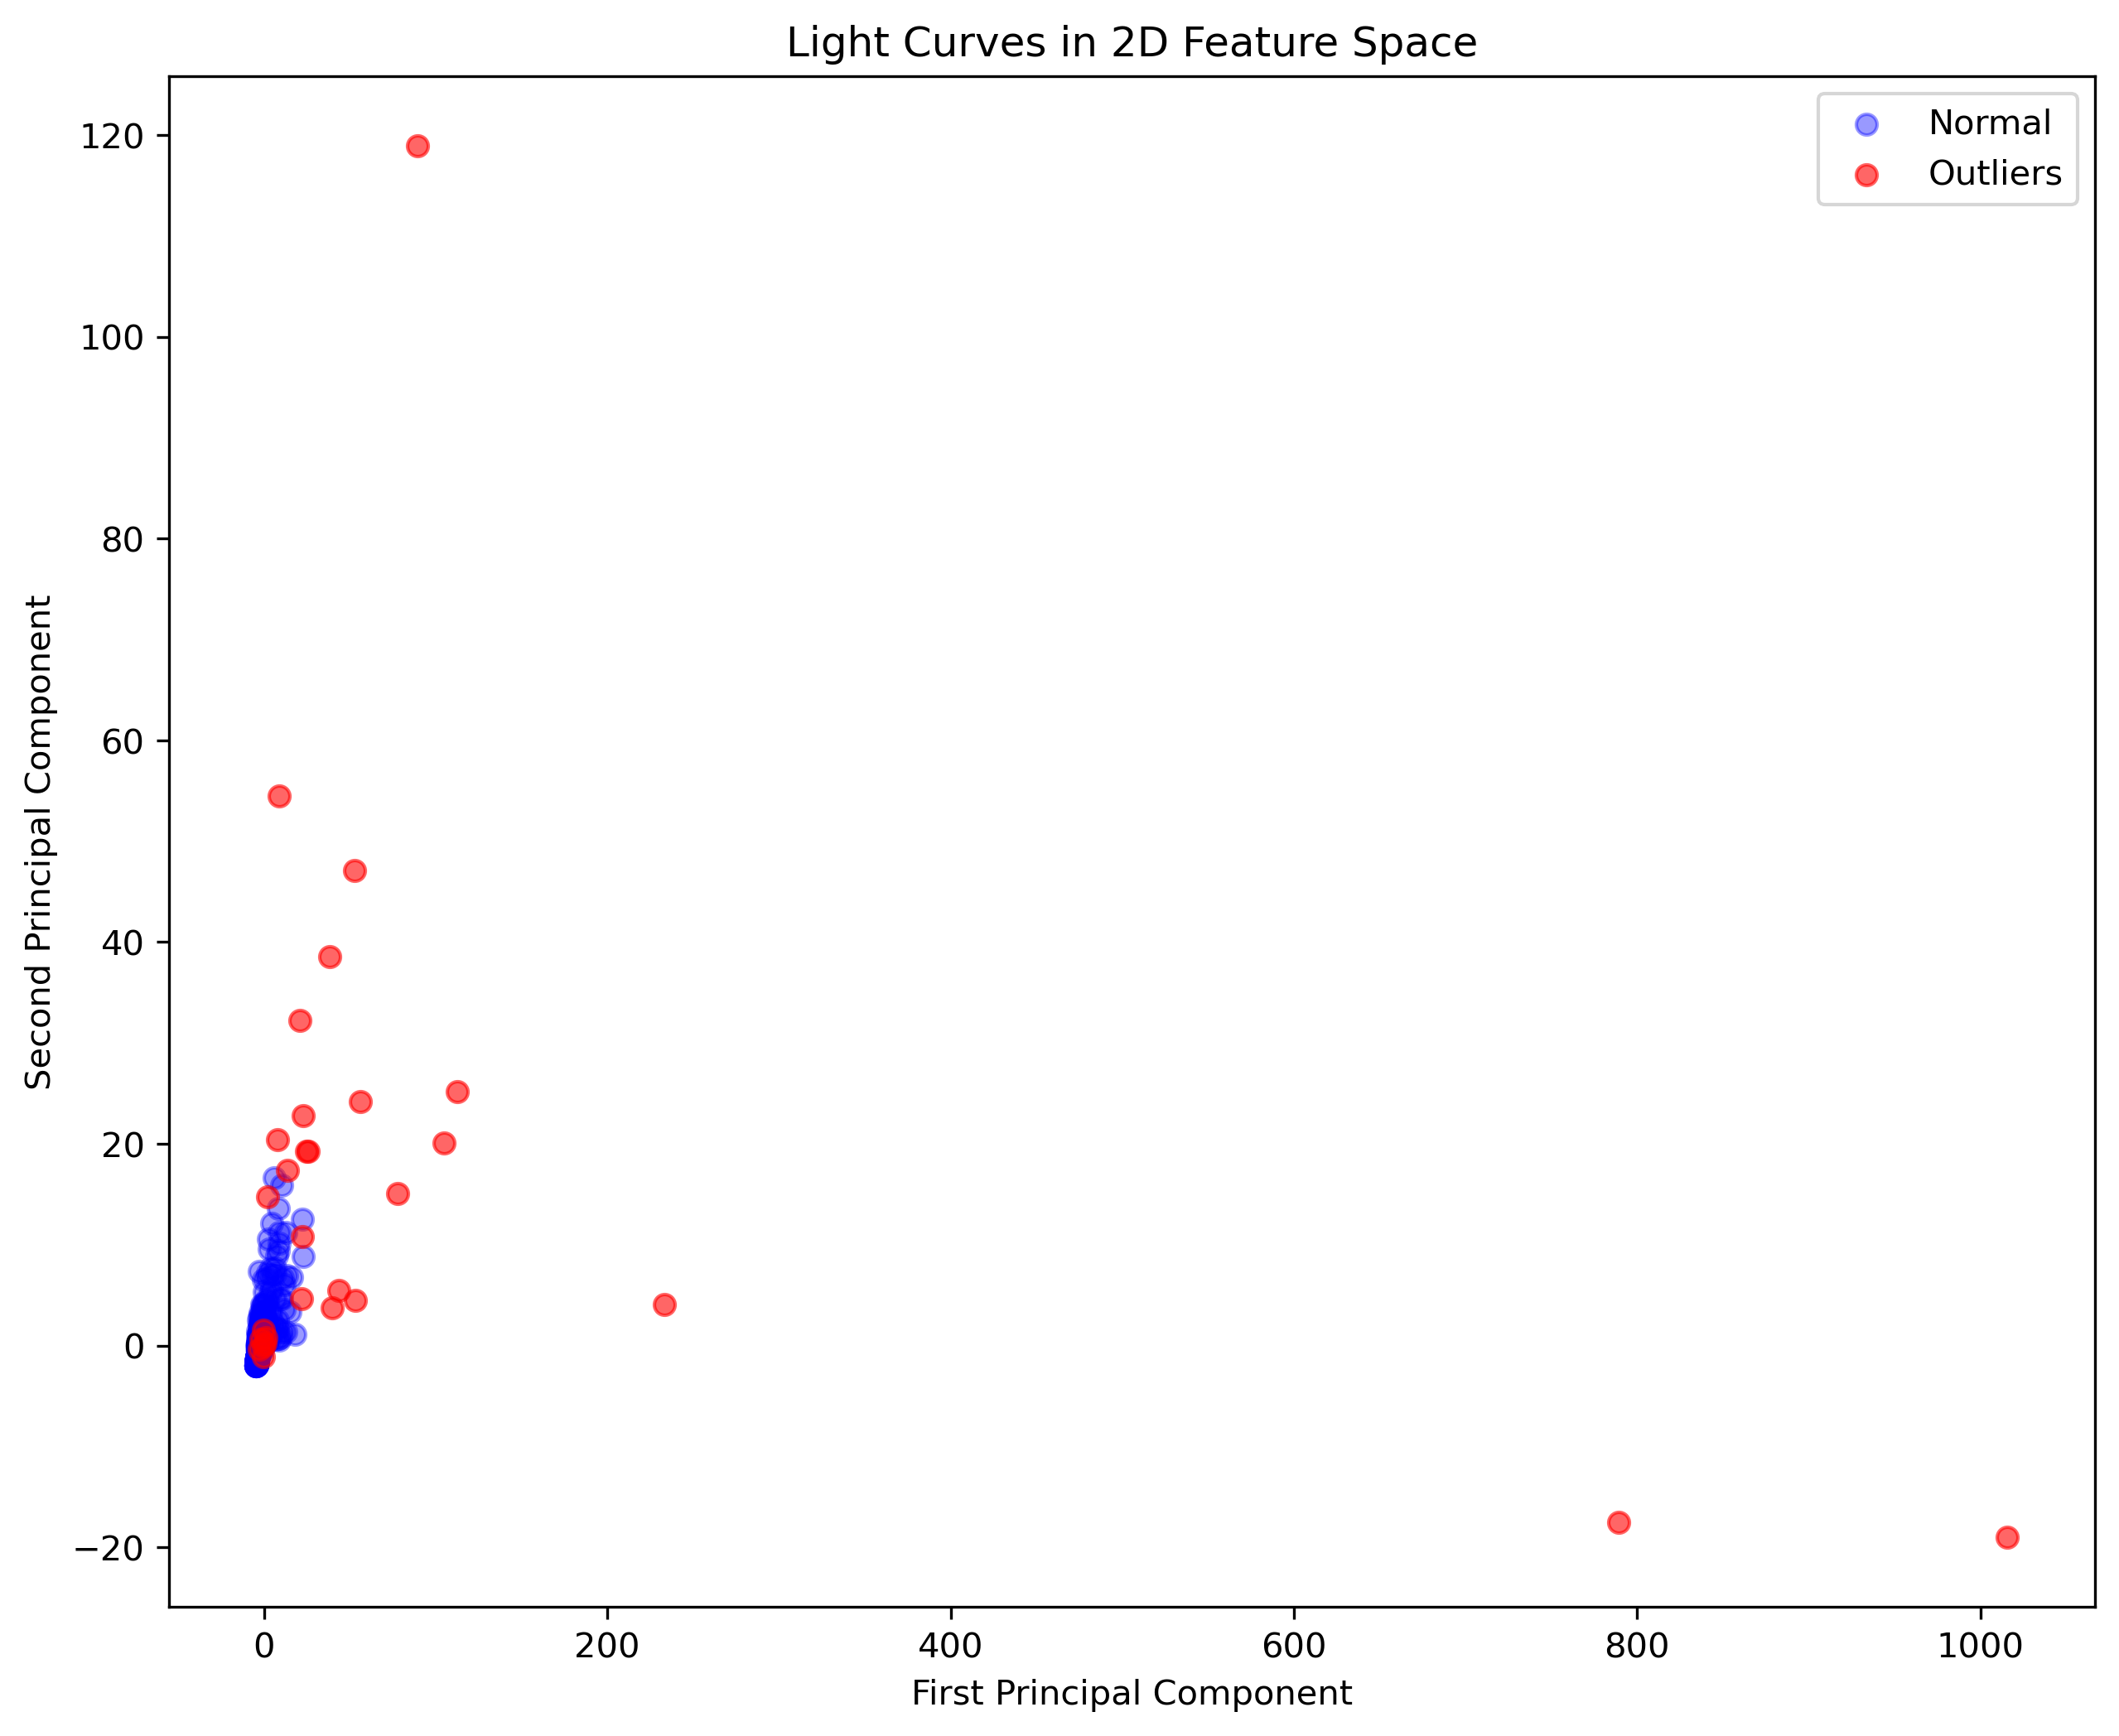 Light Curves in 2D Feature Space
Normal
Outliers
120
100
80
60
40
20
0
−20
Second Principal Component
0 200 400 600 800 1000
First Principal Component